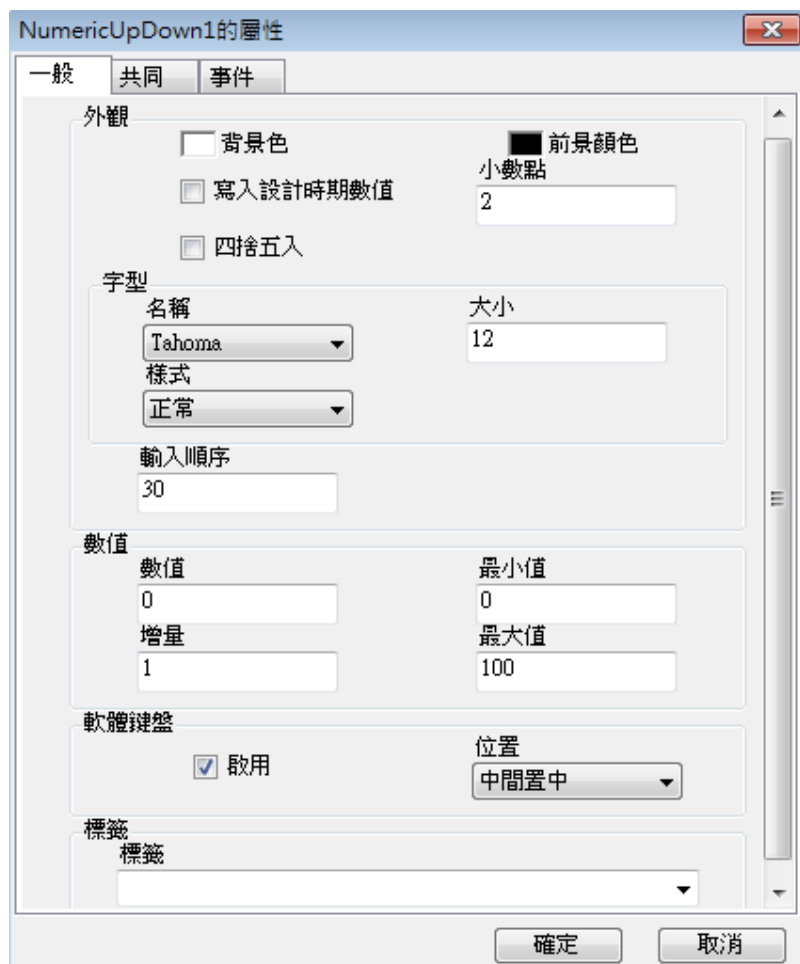 NumericUpDown1的屬性
一般 共同 事件
外觀
背景色 前景顏色
寫入設計時期數值 小數點
2
四捨五入
字型
名稱 大小
Tahoma 12
樣式
正常
輸入順序
30
數值
數值 最小值
0 0
增量 最大值
1 100
軟體鍵盤
啟用 位置
中間置中
標籤
標籤
確定 取消